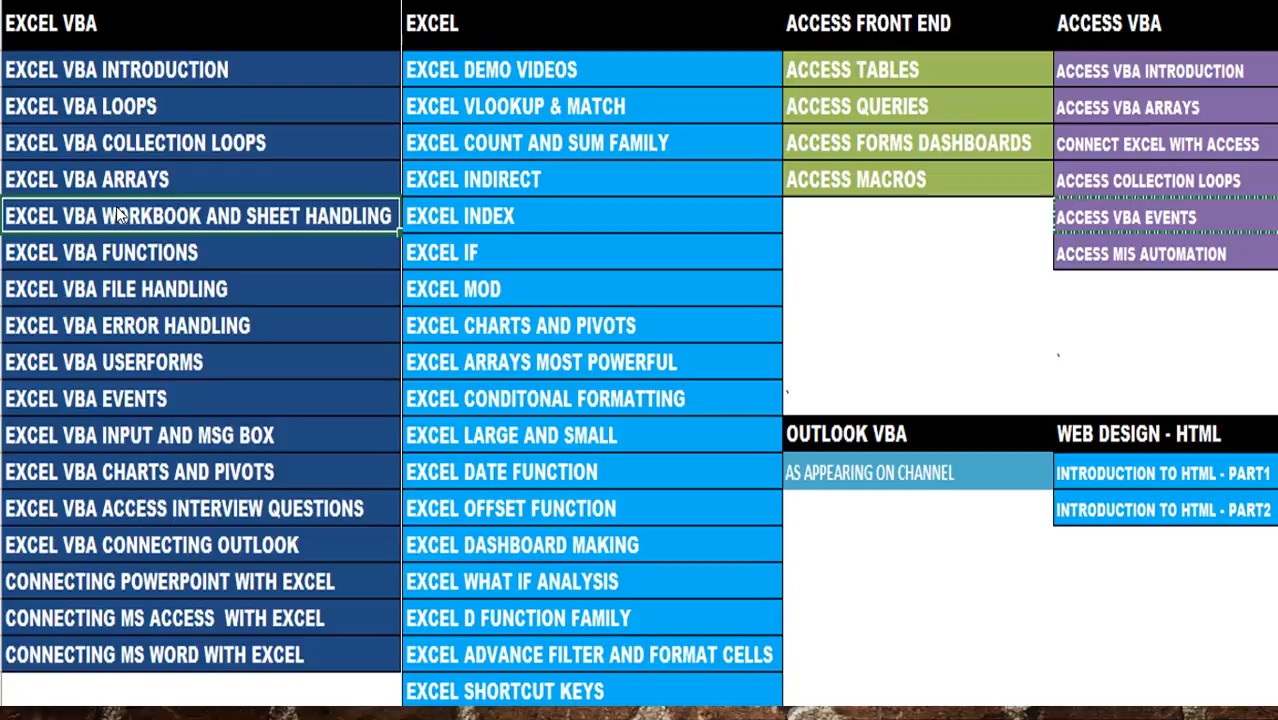 EXCEL VBA
EXCEL VBA INTRODUCTION
EXCEL VBA LOOPS
EXCEL VBA COLLECTION LOOPS
EXCEL VBA ARRAYS
EXCEL VBA WORKBOOK AND SHEET HANDLING
EXCEL VBA FUNCTIONS
EXCEL VBA FILE HANDLING
EXCEL VBA ERROR HANDLING
EXCEL VBA USERFORMS
EXCEL VBA EVENTS
EXCEL VBA INPUT AND MSG BOX
EXCEL VBA CHARTS AND PIVOTS
EXCEL VBA ACCESS INTERVIEW QUESTIONS
EXCEL VBA CONNECTING OUTLOOK
CONNECTING POWERPOINT WITH EXCEL
CONNECTING MS ACCESS  WITH EXCEL
CONNECTING MS WORD WITH EXCEL
EXCEL
EXCEL DEMO VIDEOS
EXCEL VLOOKUP & MATCH
EXCEL COUNT AND SUM FAMILY
EXCEL INDIRECT
EXCEL INDEX
EXCEL IF
EXCEL MOD
EXCEL CHARTS AND PIVOTS
EXCEL ARRAYS MOST POWERFUL
EXCEL CONDITONAL FORMATTING
EXCEL LARGE AND SMALL
EXCEL DATE FUNCTION
EXCEL OFFSET FUNCTION
EXCEL DASHBOARD MAKING
EXCEL WHAT IF ANALYSIS
EXCEL D FUNCTION FAMILY
EXCEL ADVANCE FILTER AND FORMAT CELLS
EXCEL SHORTCUT KEYS
ACCESS FRONT END
ACCESS TABLES
ACCESS QUERIES
ACCESS FORMS DASHBOARDS
ACCESS MACROS
`
OUTLOOK VBA
AS APPEARING ON CHANNEL
ACCESS VBA
ACCESS VBA INTRODUCTION
ACCESS VBA ARRAYS
CONNECT EXCEL WITH ACCESS
ACCESS COLLECTION LOOPS
ACCESS VBA EVENTS
ACCESS MIS AUTOMATION
`
WEB DESIGN - HTML
INTRODUCTION TO HTML - PART1
INTRODUCTION TO HTML - PART2